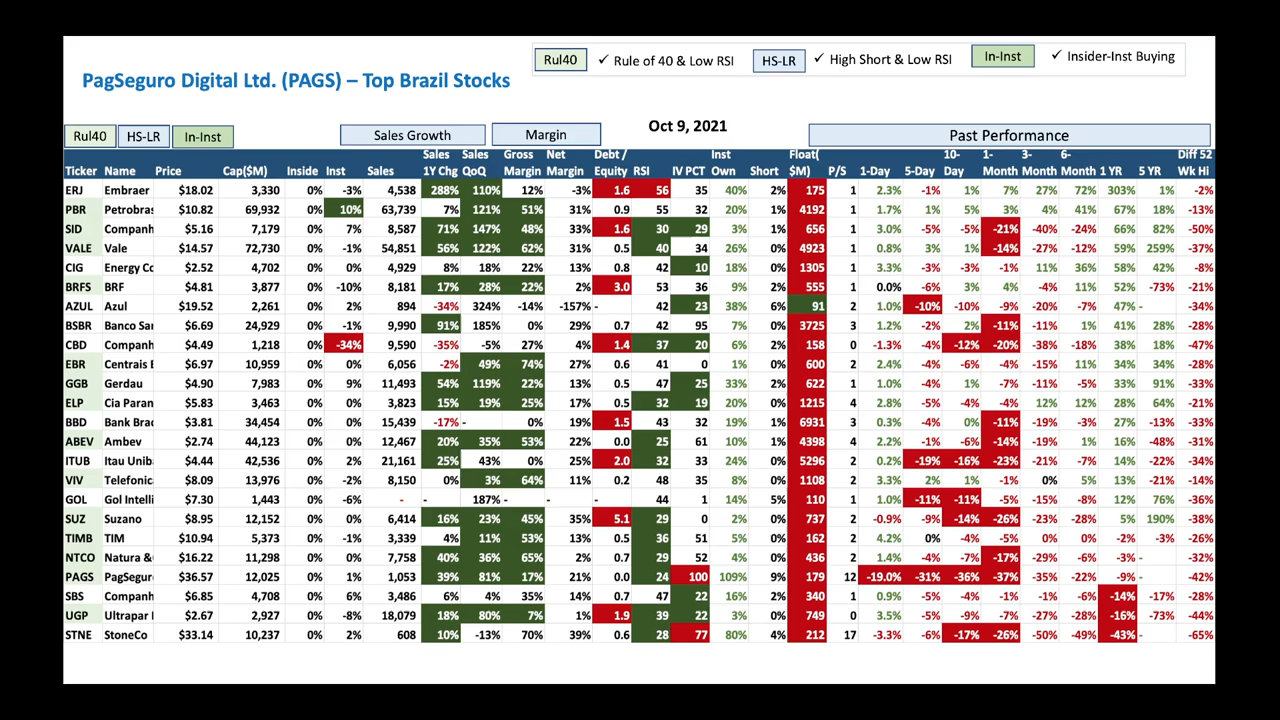 Rul40 ✓ Rule of 40 & Low RSI HS-LR ✓ High Short & Low RSI In-Inst ✓ Insider-Inst Buying
PagSeguro Digital Ltd. (PAGS) – Top Brazil Stocks
Rul40 HS-LR In-Inst Sales Growth Margin Oct 9, 2021 Past Performance
Sales Sales Gross Net Debt / Inst Float( 10- 1- 3- 6- Diff 52
Ticker Name Price Cap($M) Inside Inst Sales 1Y Chg QoQ Margin Margin Equity RSI IV PCT Own Short $M) P/S 1-Day 5-Day Day Month Month Month 1 YR 5 YR Wk Hi
ERJ Embraer $18.02 3,330 0% -3% 4,538 288% 110% 12% -3% 1.6 56 35 40% 2% 175 1 2.3% -1% 1% 7% 27% 72% 303% 1% -2%
PBR Petrobras $10.82 69,932 0% 10% 63,739 7% 121% 51% 31% 0.9 55 32 20% 1% 4192 1 1.7% 1% 5% 3% 4% 41% 67% 18% -13%
SID Companh $5.16 7,179 0% 7% 8,587 71% 147% 48% 33% 1.6 30 29 3% 1% 656 1 3.0% -5% -5% -21% -40% -24% 66% 82% -50%
VALE Vale $14.57 72,730 0% -1% 54,851 56% 122% 62% 31% 0.5 40 34 26% 0% 4923 1 0.8% 3% 1% -14% -27% -12% 59% 259% -37%
CIG Energy Co $2.52 4,702 0% 0% 4,929 8% 18% 22% 13% 0.8 42 10 18% 0% 1305 1 3.3% -3% -3% -1% 11% 36% 58% 42% -8%
BRFS BRF $4.81 3,877 0% -10% 8,181 17% 28% 22% 2% 3.0 53 36 9% 2% 555 1 0.0% -6% 3% 4% -4% 11% 52% -73% -21%
AZUL Azul $19.52 2,261 0% 2% 894 -34% 324% -14% -157% - 42 23 38% 6% 91 2 1.0% -10% -10% -9% -20% -7% 47% - -34%
BSBR Banco San $6.69 24,929 0% -1% 9,990 91% 185% 0% 29% 0.7 42 95 7% 0% 3725 3 1.2% -2% 2% -11% -11% 1% 41% 28% -28%
CBD Companh $4.49 1,218 0% -34% 9,590 -35% -5% 27% 4% 1.4 37 20 6% 2% 158 0 -1.3% -4% -12% -20% -38% -18% 38% 18% -47%
EBR Centrais E $6.97 10,959 0% 0% 6,056 -2% 49% 74% 27% 0.6 41 0 1% 0% 600 2 2.4% -4% -6% -4% -15% 11% 34% 34% -28%
GGB Gerdau $4.90 7,983 0% 9% 11,493 54% 119% 22% 13% 0.5 47 25 33% 2% 622 1 1.0% -4% 1% -7% -11% -5% 33% 91% -33%
ELP Cia Paran $5.83 3,463 0% 0% 3,823 15% 19% 25% 17% 0.5 32 19 20% 0% 1215 4 2.8% -5% -4% -4% 12% 12% 28% 64% -21%
BBD Bank Brad $3.81 34,454 0% 0% 15,439 -17% - 0% 19% 1.5 43 32 19% 1% 6931 3 0.3% -4% 0% -11% -19% -3% 27% -13% -33%
ABEV Ambev $2.74 44,123 0% 0% 12,467 20% 35% 53% 22% 0.0 25 61 10% 1% 4398 4 2.2% -1% -6% -14% -19% 1% 16% -48% -31%
ITUB Itau Unib $4.44 42,536 0% 2% 21,161 25% 43% 0% 25% 2.0 32 33 24% 0% 5296 2 0.2% -19% -16% -23% -21% -7% 14% -22% -34%
VIV Telefonic $8.09 13,976 0% -2% 8,150 0% 3% 64% 11% 0.2 48 35 8% 0% 1108 2 3.3% 2% 1% -1% 0% 5% 13% -21% -14%
GOL Gol Intelli $7.30 1,443 0% -6% - - 187% - - - 44 1 14% 5% 110 1 1.0% -11% -11% -5% -15% -8% 12% 76% -36%
SUZ Suzano $8.95 12,152 0% 0% 6,414 16% 23% 45% 35% 5.1 29 0 2% 0% 737 2 -0.9% -9% -14% -26% -23% -28% 5% 190% -38%
TIMB TIM $10.94 5,373 0% -1% 3,339 4% 11% 53% 13% 0.5 36 51 5% 0% 162 2 4.2% 0% -4% -5% 0% 0% -2% -3% -26%
NTCO Natura & $16.22 11,298 0% 0% 7,758 40% 36% 65% 2% 0.7 29 52 4% 0% 436 2 1.4% -4% -7% -17% -29% -6% -3% - -32%
PAGS PagSegur $36.57 12,025 0% 1% 1,053 39% 81% 17% 21% 0.0 24 100 109% 9% 179 12 -19.0% -31% -36% -37% -35% -22% -9% - -42%
SBS Compan $6.85 4,708 0% 6% 3,486 6% 4% 35% 14% 0.7 47 22 16% 2% 340 1 0.9% -5% -4% -1% -1% -6% -14% -17% -28%
UGP Ultrapar $2.67 2,927 0% -8% 18,079 18% 80% 7% 1% 1.9 39 22 3% 0% 749 0 3.5% -5% -9% -7% -27% -28% -16% -73% -44%
STNE StoneCo $33.14 10,237 0% 2% 608 10% -13% 70% 39% 0.6 28 77 80% 4% 212 17 -3.3% -6% -17% -26% -50% -49% -43% - -65%